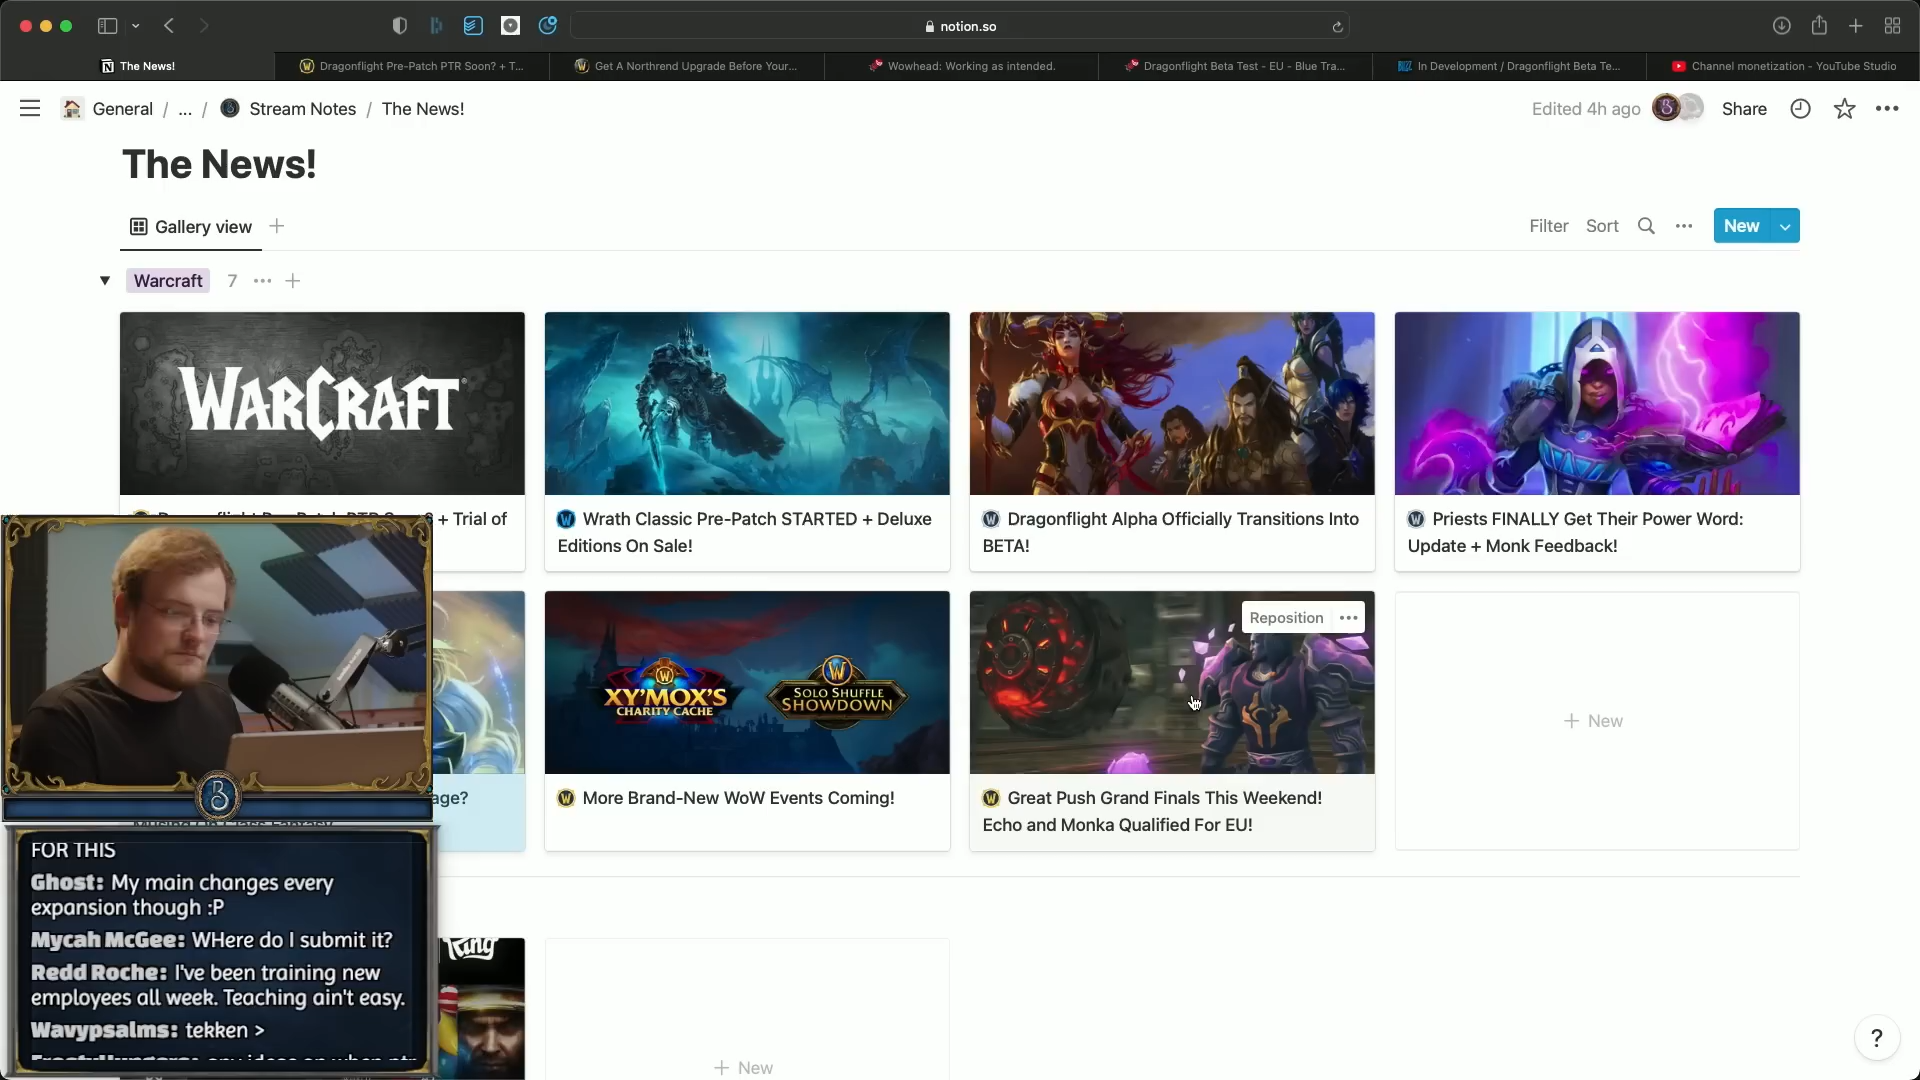 notion.so
The News!
Dragonflight Pre-Patch PTR Soon? + T...
Get A Northrend Upgrade Before Your...
Wowhead: Working as intended.
Dragonflight Beta Test - EU - Blue Tra...
In Development / Dragonflight Beta Te...
Channel monetization - YouTube Studio
General / ... / Stream Notes / The News!
Edited 4h ago
Share
The News!
Gallery view
Filter
Sort
New
Warcraft 7
WARCRAFT
+ Trial of
Wrath Classic Pre-Patch STARTED + Deluxe
Editions On Sale!
Dragonflight Alpha Officially Transitions Into
BETA!
Priests FINALLY Get Their Power Word:
Update + Monk Feedback!
age?
XY'MOX'S
CHARITY CACHE
SOLO SHUFFLE
SHOWDOWN
More Brand-New WoW Events Coming!
Reposition
Great Push Grand Finals This Weekend!
Echo and Monka Qualified For EU!
+ New
FOR THIS
Ghost: My main changes every
expansion though :P
Mycah McGee: WHere do I submit it?
Redd Roche: I've been training new
employees all week. Teaching ain't easy.
Wavypsalms: tekken >
King
+ New
?